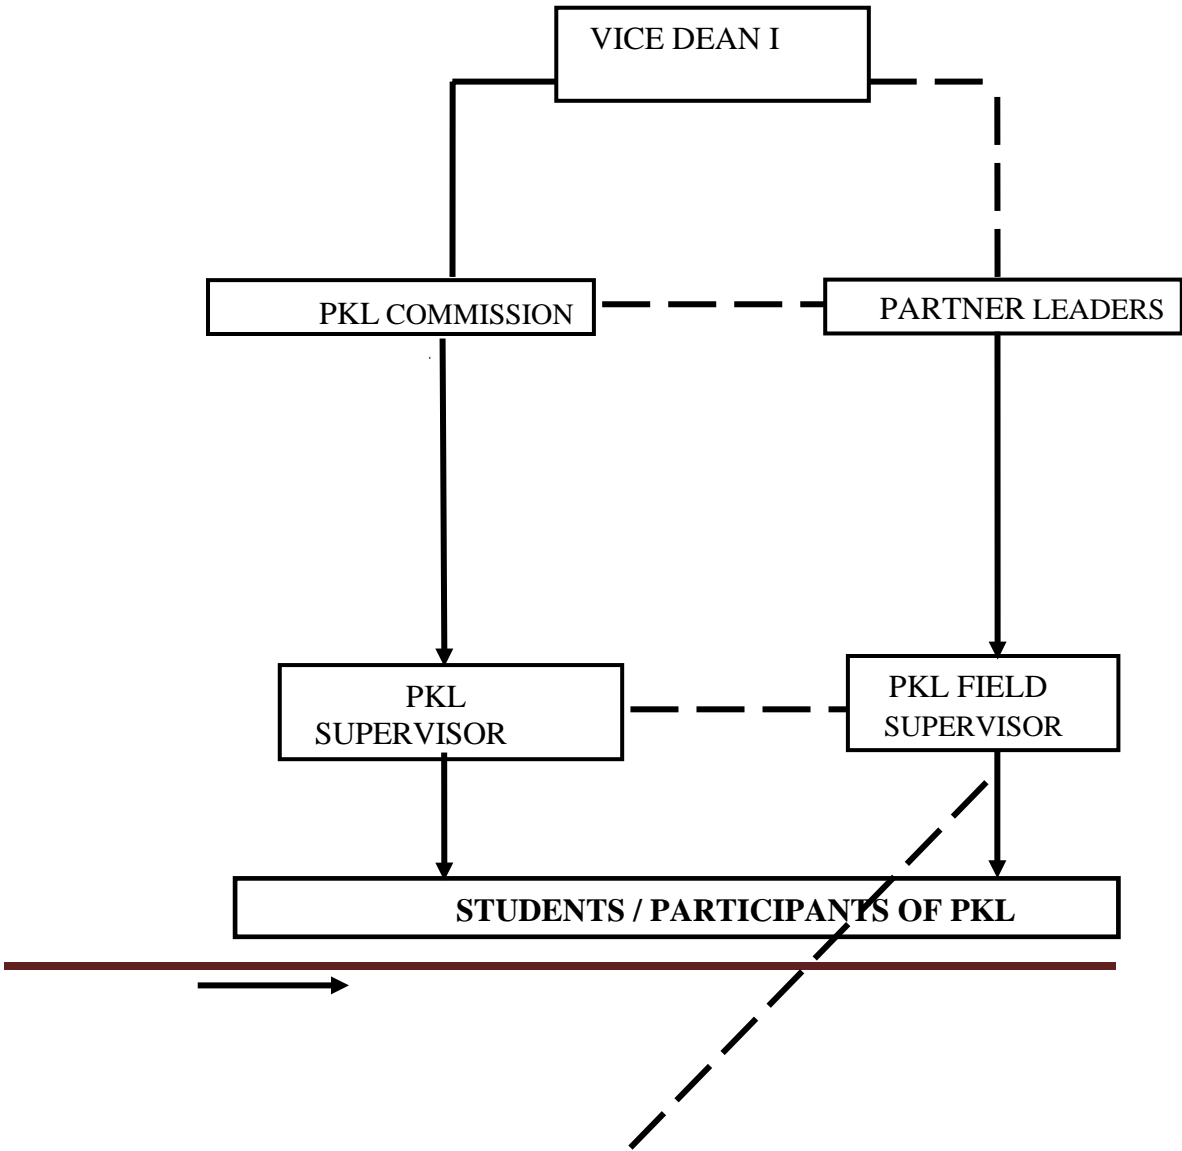 VICE DEAN I
PKL COMMISSION
PARTNER LEADERS
PKL
SUPERVISOR
PKL FIELD
SUPERVISOR
STUDENTS / PARTICIPANTS OF PKL